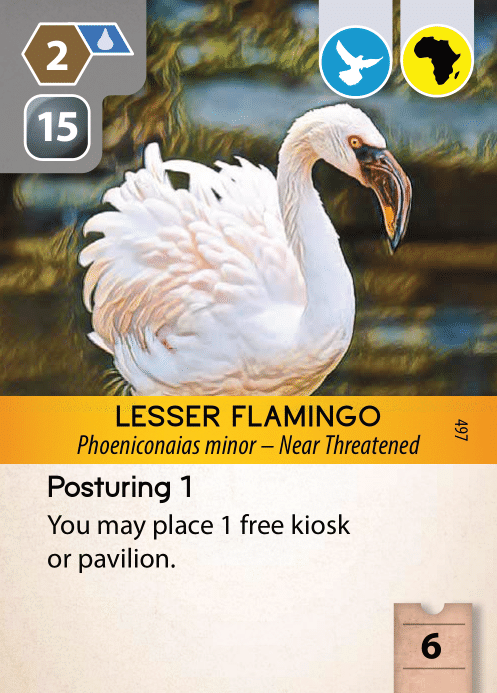 2
15
LESSER FLAMINGO
Phoeniconaias minor – Near Threatened
497
Posturing 1
You may place 1 free kiosk
or pavilion.
6